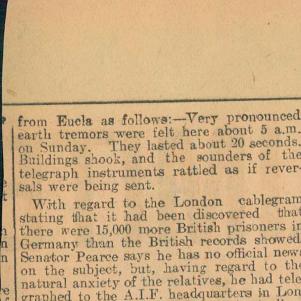 from Eucla as follows:—Very pronounced
earth tremors were felt here about 5 a.m.
on Sunday. They lasted about 20 seconds.
Buildings shook, and the sounders of the
telegraph instruments rattled as if rever-
sals were being sent.
With regard to the London cablegram
stating that it had been discovered that
there were 15,000 more British prisoners in
Germany than the British records showed
Senator Pearce says he has no official news
on the subject, but, having regard to the
natural anxiety of the relatives, he had tele
graphed to the A.I.F. headquarters in Lon